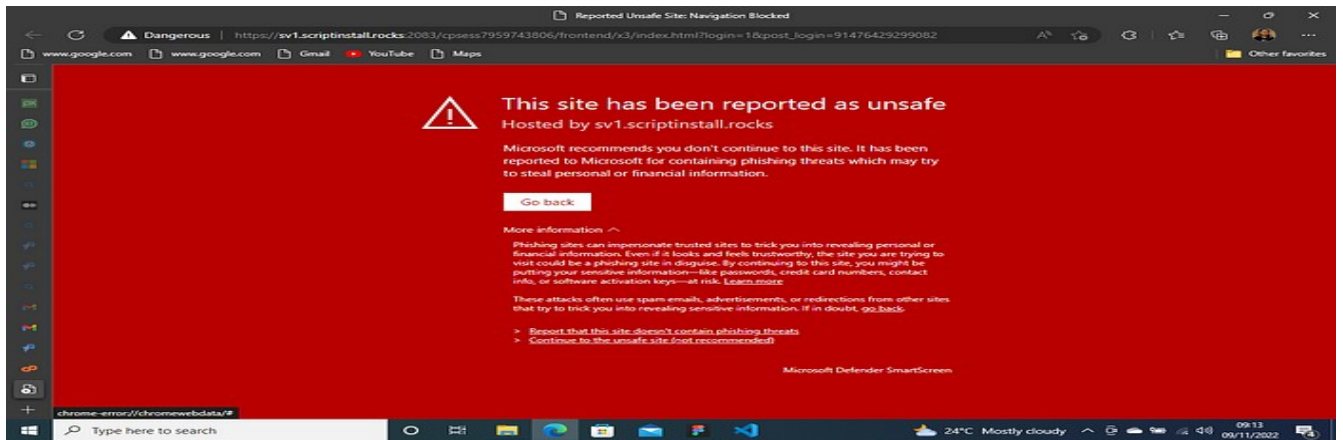 Reported Unsafe Site: Navigation Blocked
Dangerous | https://sv1.scriptinstall.rocks:2083/cpsess7959743806/frontend/x3/index.html?login=1&post_login=91476429299082
www.google.com www.google.com Gmail YouTube Maps Other favorites
This site has been reported as unsafe
Hosted by sv1.scriptinstall.rocks
Microsoft recommends you don't continue to this site. It has been
reported to Microsoft for containing phishing threats which may try
to steal personal or financial information.
Go back
More information
Phishing sites can impersonate trusted sites to trick you into revealing personal or
financial information. Even if it looks and feels trustworthy, the site you are trying to
visit could be a phishing site in disguise. By continuing to this site, you might be
putting your sensitive information—like passwords, credit card numbers, contact
info, or software activation keys—at risk. Learn more
These attacks often use spam emails, advertisements, or redirections from other sites
that try to trick you into revealing sensitive information. If in doubt, go back.
> Report that this site doesn't contain phishing threats
> Continue to the unsafe site (not recommended)
Microsoft Defender SmartScreen
chrome-error://chromewebdata/#
Type here to search
24°C Mostly cloudy
09:13
09/11/2022